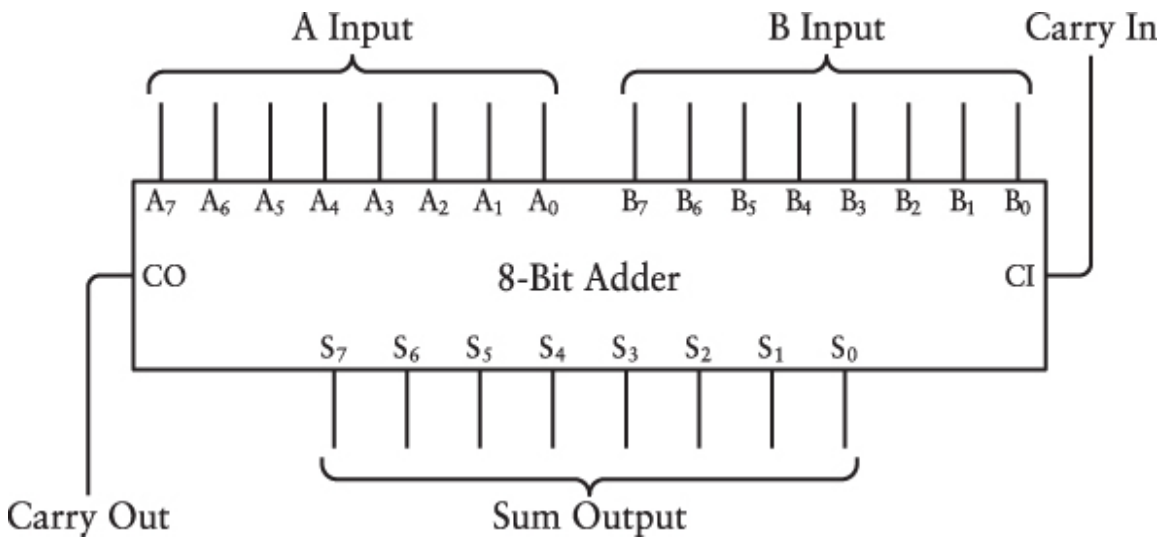 A Input B Input Carry In
A₇ A₆ A₅ A₄ A₃ A₂ A₁ A₀ B₇ B₆ B₅ B₄ B₃ B₂ B₁ B₀
CO 8-Bit Adder CI
S₇ S₆ S₅ S₄ S₃ S₂ S₁ S₀
Carry Out Sum Output